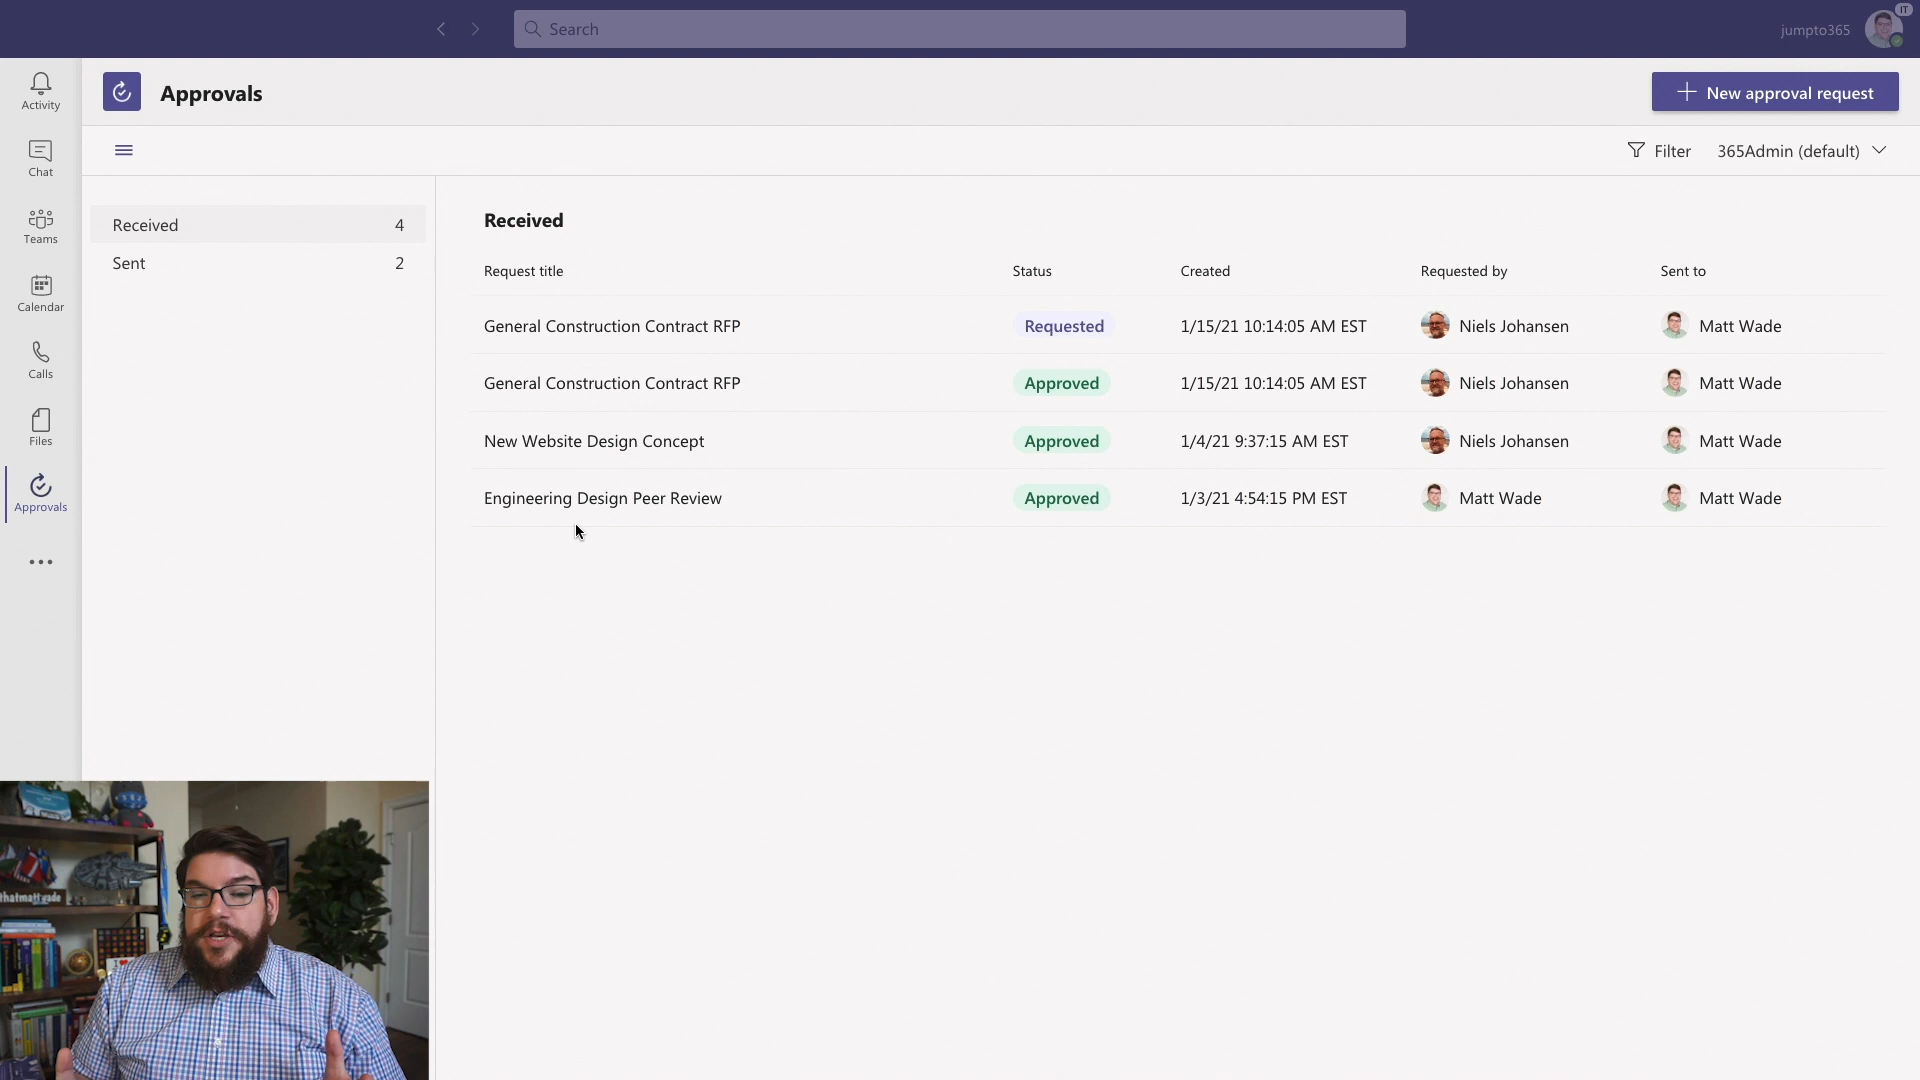 Search
jumpto365
IT
Activity
Chat
Teams
Calendar
Calls
Files
Approvals
Approvals
New approval request
Filter
365Admin (default)
Received 4
Sent 2
Received
Request title Status Created Requested by Sent to
General Construction Contract RFP Requested 1/15/21 10:14:05 AM EST Niels Johansen Matt Wade
General Construction Contract RFP Approved 1/15/21 10:14:05 AM EST Niels Johansen Matt Wade
New Website Design Concept Approved 1/4/21 9:37:15 AM EST Niels Johansen Matt Wade
Engineering Design Peer Review Approved 1/3/21 4:54:15 PM EST Matt Wade Matt Wade
thatmattwade